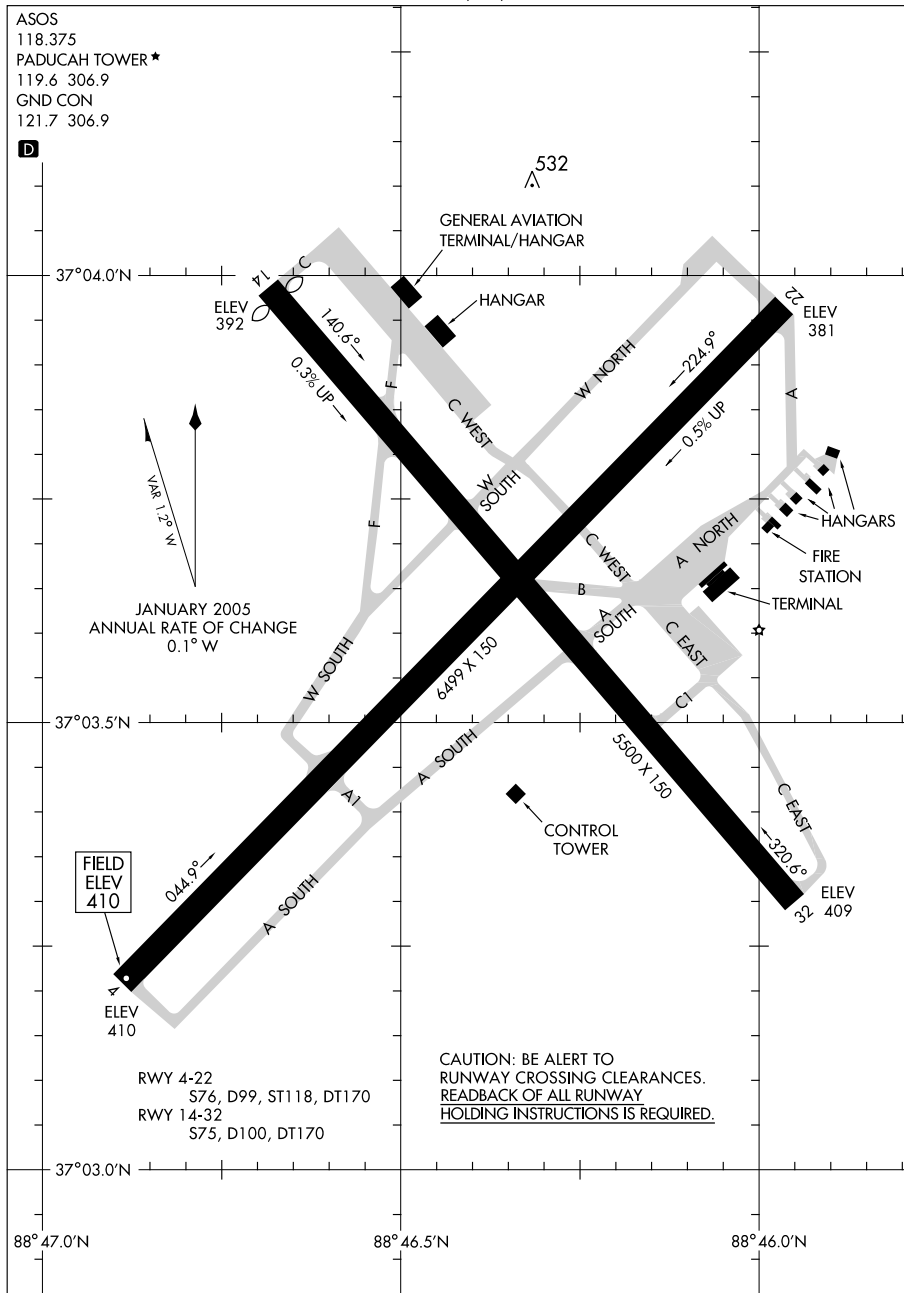 ASOS
118.375
PADUCAH TOWER ★
119.6 306.9
GND CON
121.7 306.9
D
532
GENERAL AVIATION
TERMINAL/HANGAR
HANGAR
37°04.0'N
14
C
ELEV
392
22
ELEV
381
140.6°
0.3% UP
F
W NORTH
224.9°
0.5% UP
A
C WEST
W
SOUTH
VAR 1.2° W
F
HANGARS
A NORTH
C WEST
FIRE
STATION
B
TERMINAL
A
SOUTH
JANUARY 2005
ANNUAL RATE OF CHANGE
0.1° W
C EAST
W SOUTH
6499 X 150
C1
37°03.5'N
A SOUTH
5500 X 150
A1
CONTROL
TOWER
C EAST
FIELD
ELEV
410
044.9°
320.6°
A SOUTH
32
ELEV
409
4
ELEV
410
RWY 4-22
S76, D99, ST118, DT170
RWY 14-32
S75, D100, DT170
CAUTION: BE ALERT TO
RUNWAY CROSSING CLEARANCES.
READBACK OF ALL RUNWAY
HOLDING INSTRUCTIONS IS REQUIRED.
37°03.0'N
88°47.0'N
88°46.5'N
88°46.0'N